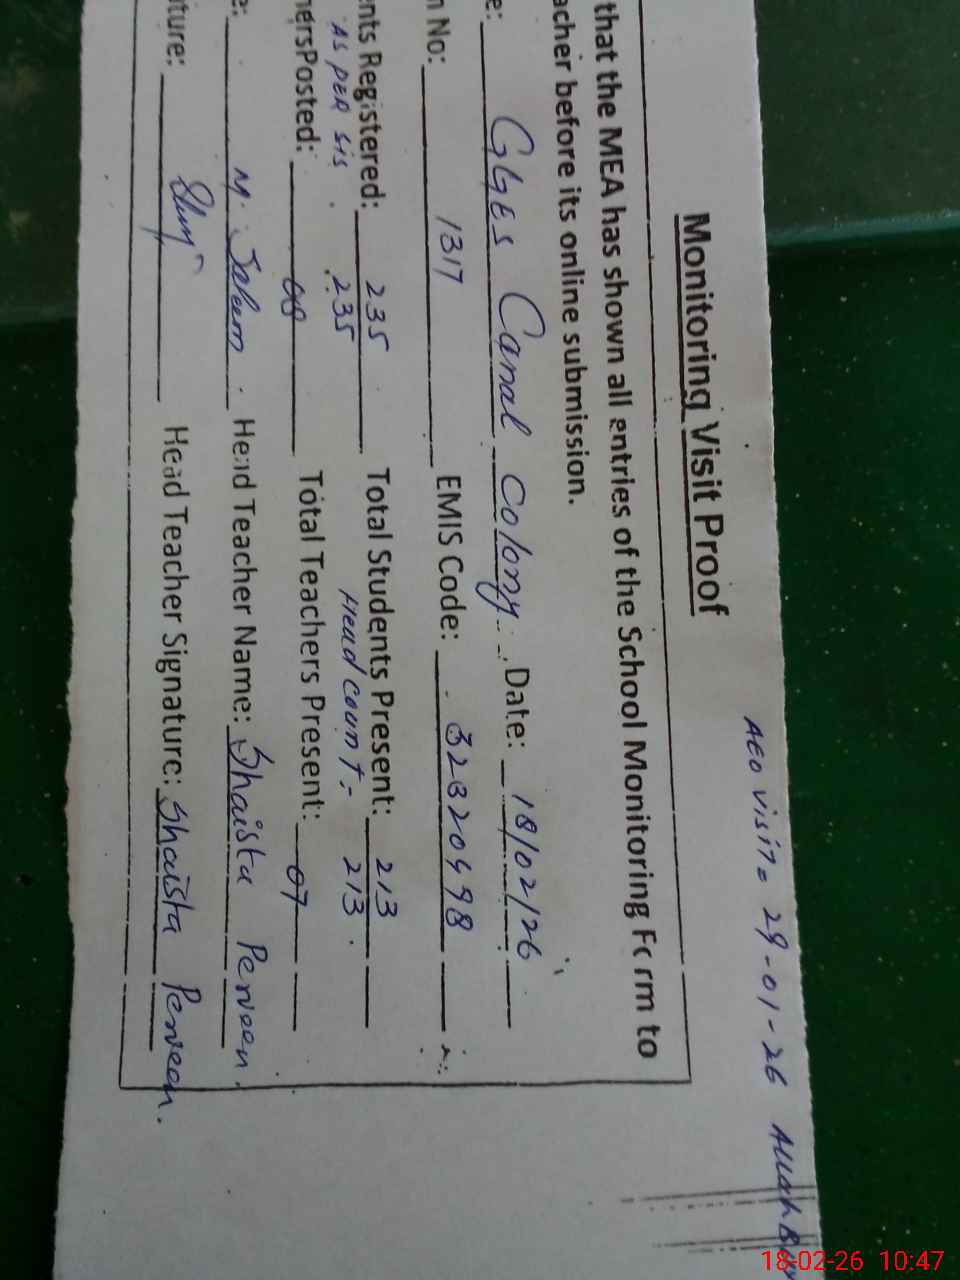 AEO Visit= 29-01-26 Allah
Monitoring Visit Proof
that the MEA has shown all entries of the School Monitoring Form to
acher before its online submission.
e: GGES Canal Colony. Date: 18/02/26
n No: 1317 EMIS Code: 32320498
nts Registered: 235 Total Students Present: 213
AS PER SIS. 235 Head Count:- 213.
hersPosted: 08 Total Teachers Present: 07
e: M. Saleem. Head Teacher Name: Shaista Perveen.
ture: Head Teacher Signature: Shaista Perveen.
18-02-26 10:47